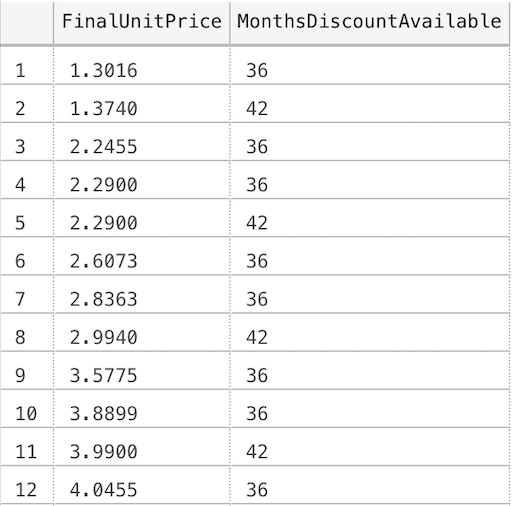 FinalUnitPrice MonthsDiscountAvailable
1 1.3016 36
2 1.3740 42
3 2.2455 36
4 2.2900 36
5 2.2900 42
6 2.6073 36
7 2.8363 36
8 2.9940 42
9 3.5775 36
10 3.8899 36
11 3.9900 42
12 4.0455 36